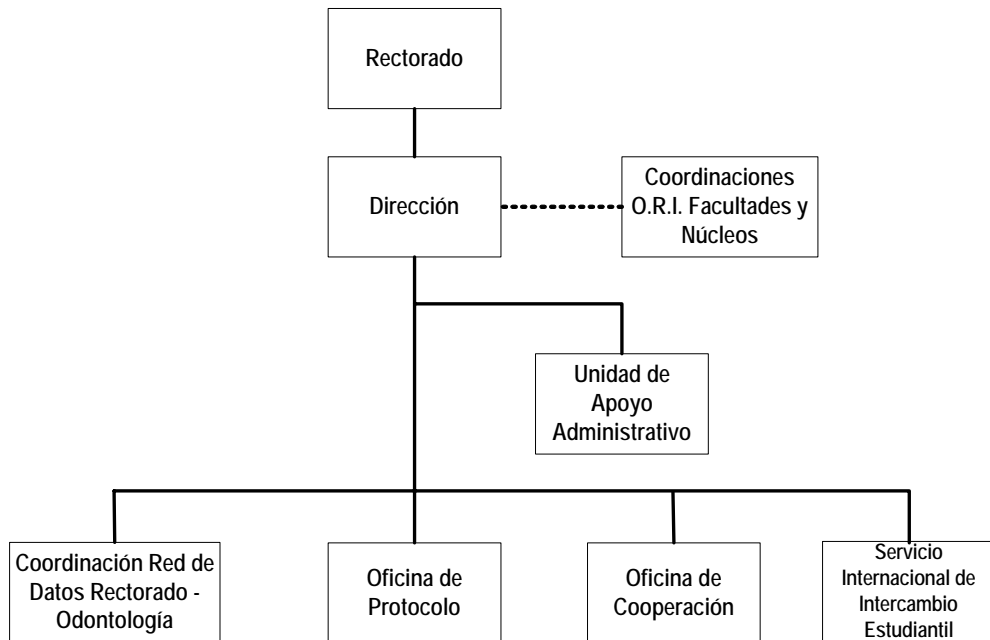 Rectorado
Dirección
Coordinaciones
O.R.I. Facultades y
Núcleos
Unidad de
Apoyo
Administrativo
Coordinación Red de
Datos Rectorado -
Odontología
Oficina de
Protocolo
Oficina de
Cooperación
Servicio
Internacional de
Intercambio
Estudiantil